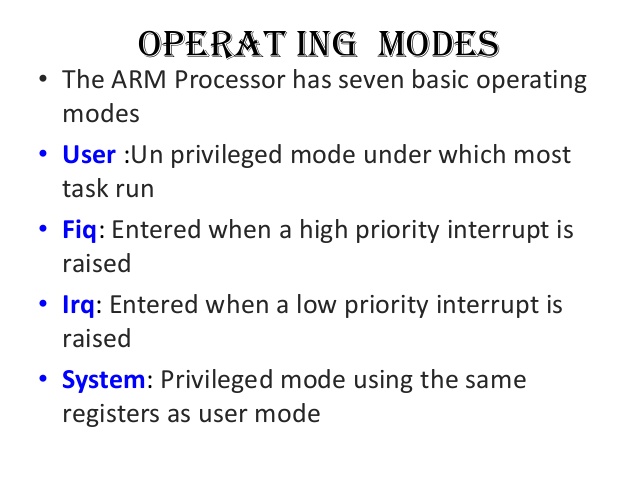 OPERAT ING MODES
• The ARM Processor has seven basic operating
modes
• User :Un privileged mode under which most
task run
• Fiq: Entered when a high priority interrupt is
raised
• Irq: Entered when a low priority interrupt is
raised
• System: Privileged mode using the same
registers as user mode